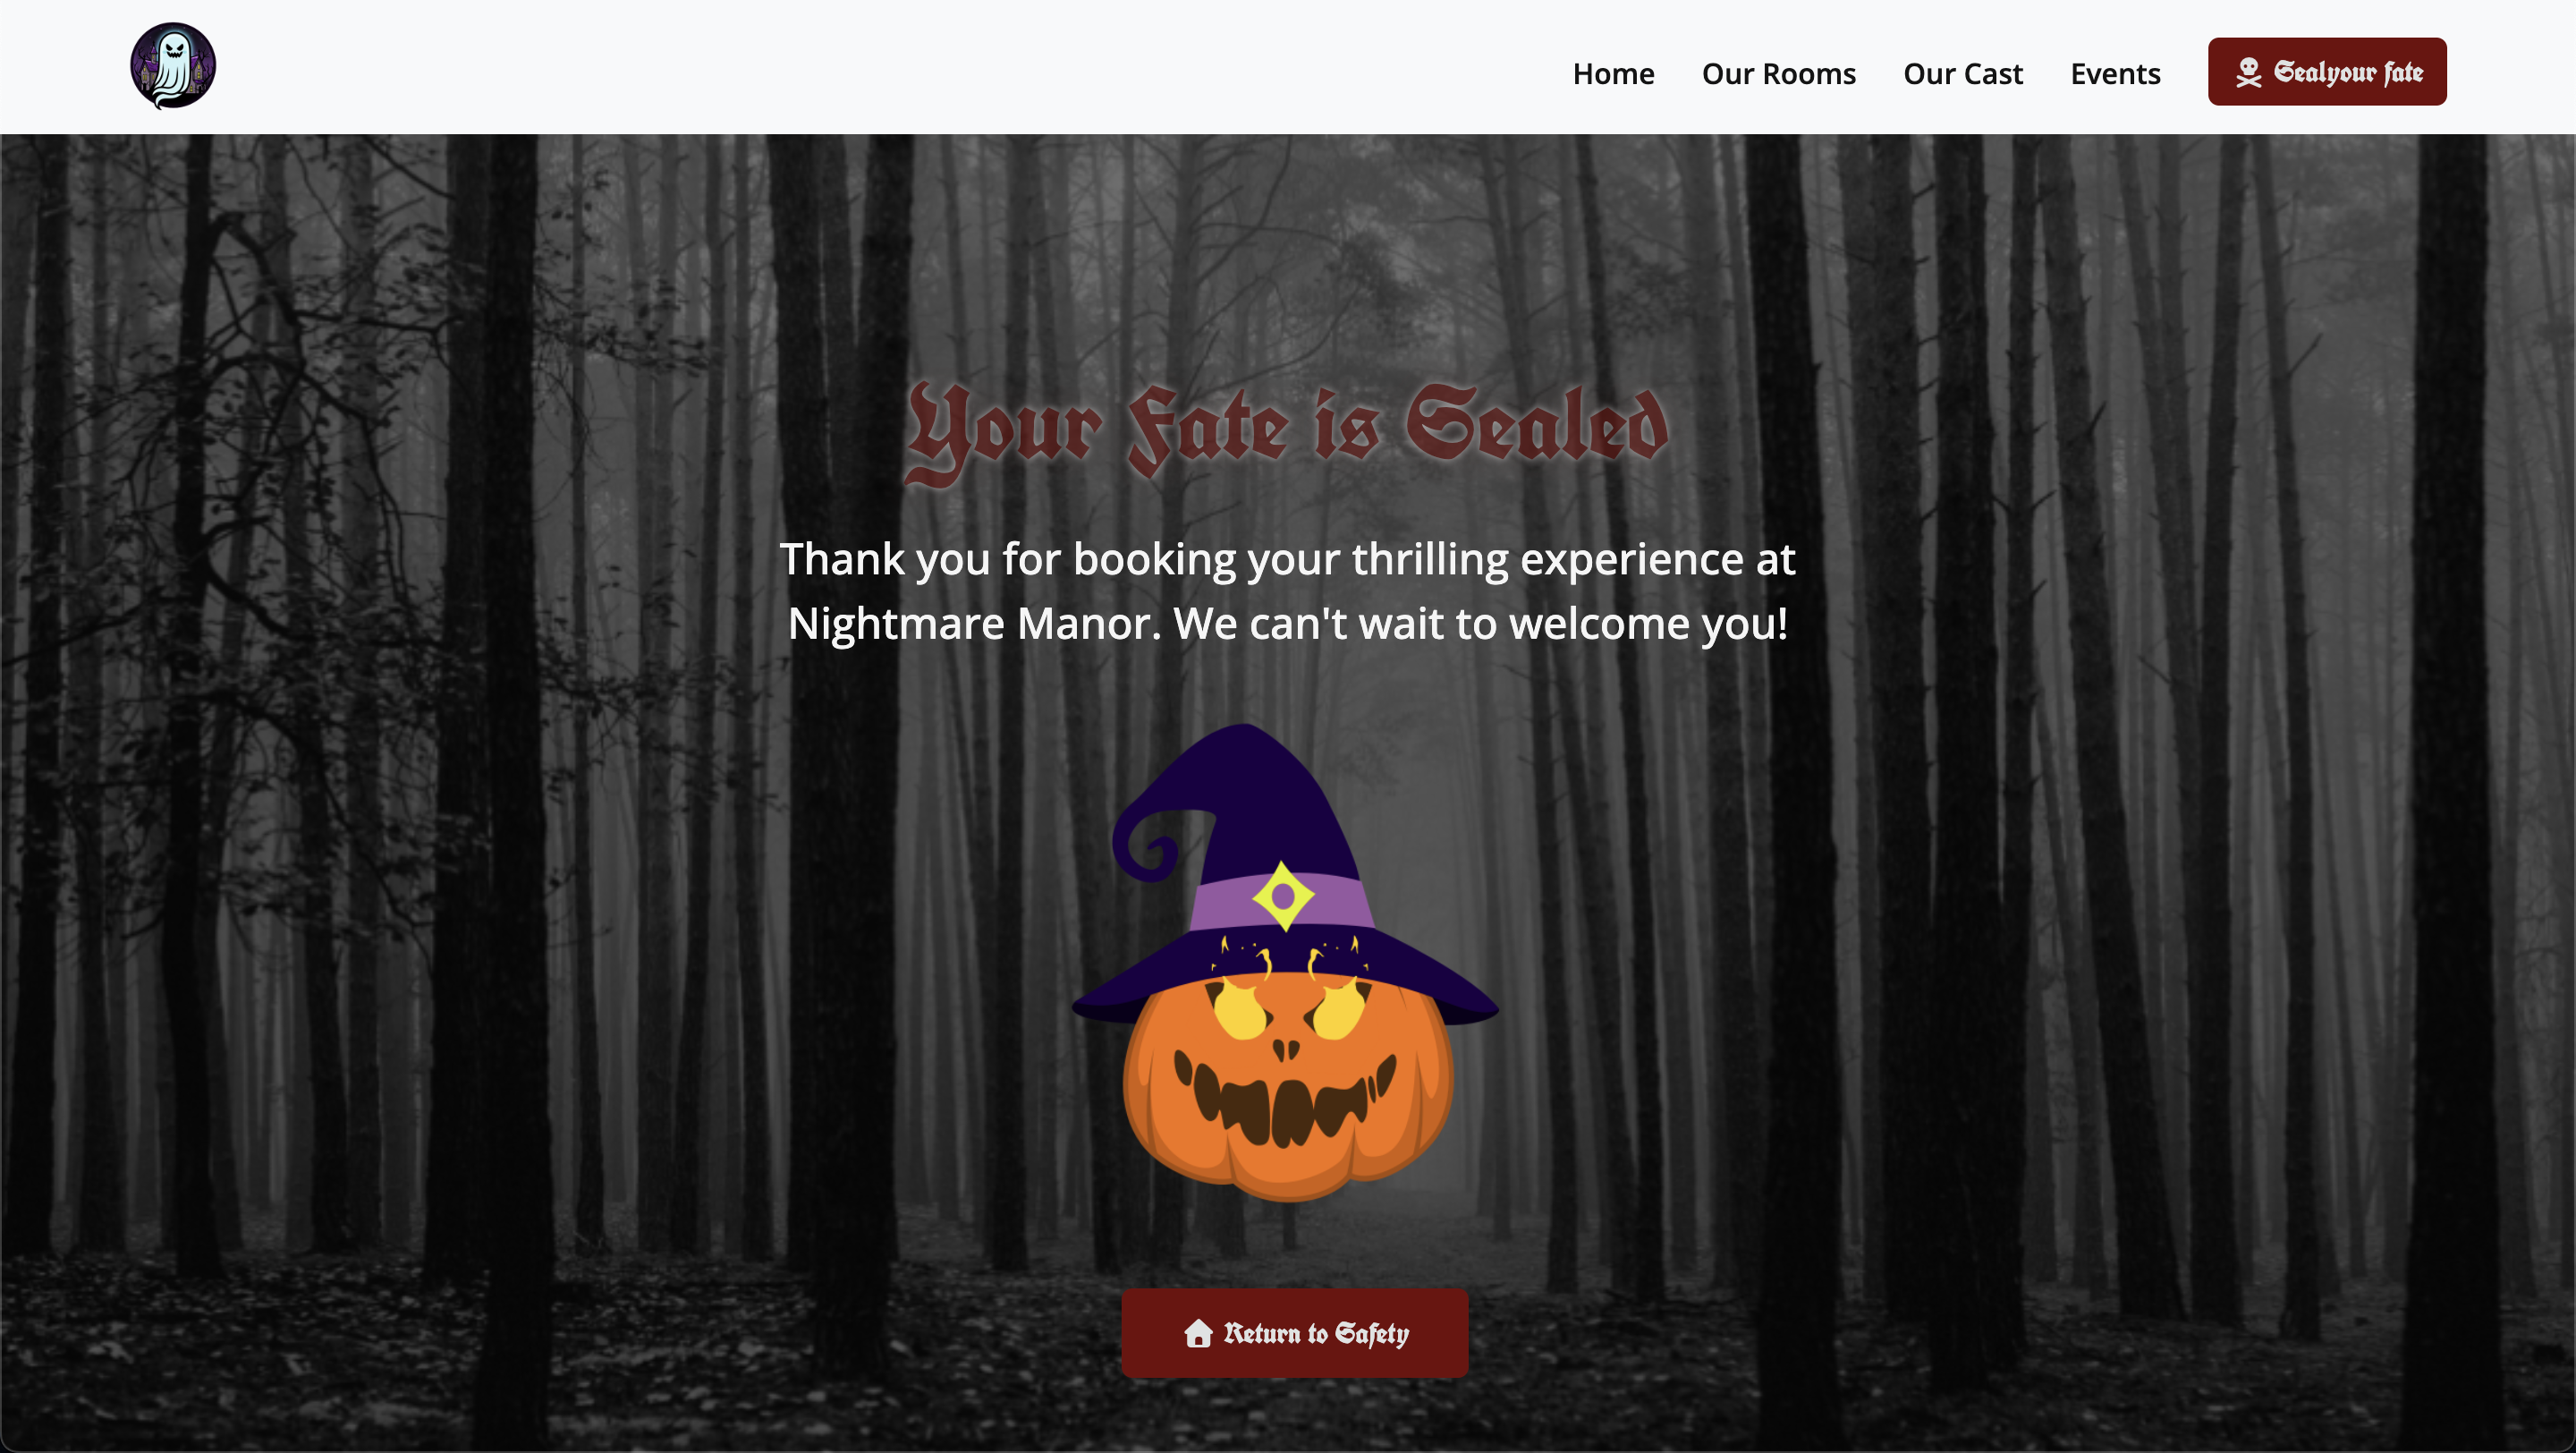 Home
Our Rooms
Our Cast
Events
Sealyour fate
Your Fate is Sealed
Thank you for booking your thrilling experience at
Nightmare Manor. We can't wait to welcome you!
Return to Safety